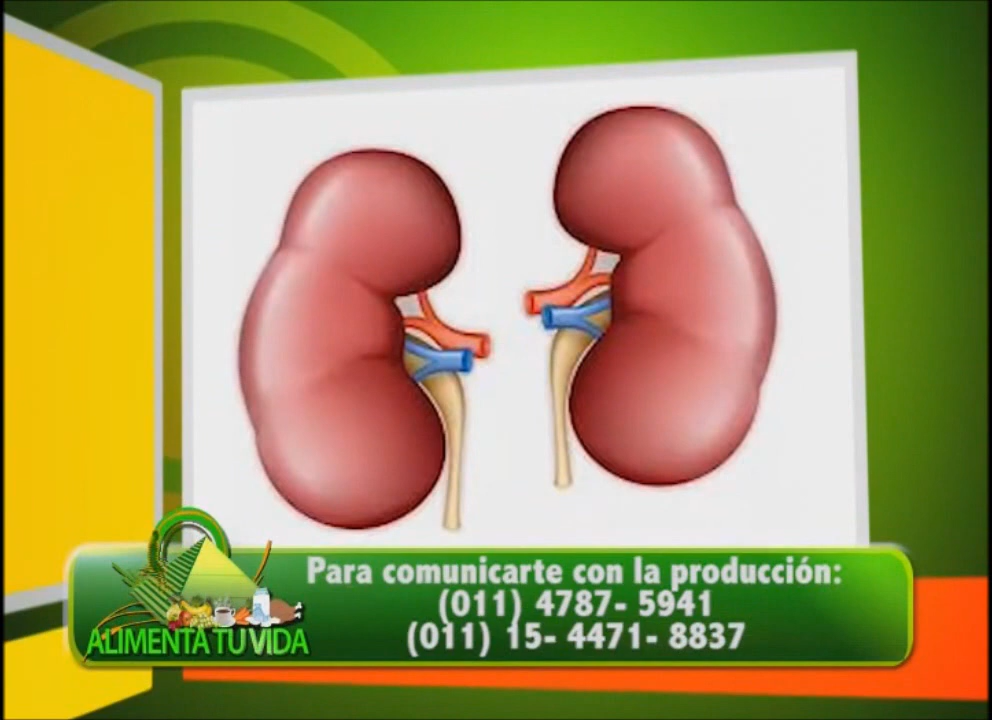 Para comunicarte con la producción:
(011) 4787- 5941
(011) 15- 4471- 8837
ALIMENTA TU VIDA